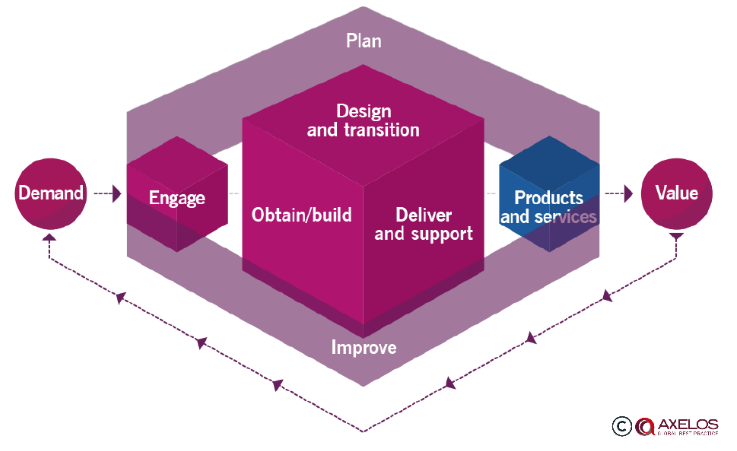 Plan
Design
and transition
Demand
Engage
Obtain/build
Deliver
and support
Products
and services
Value
Improve
© AXELOS
GLOBAL BEST PRACTICE